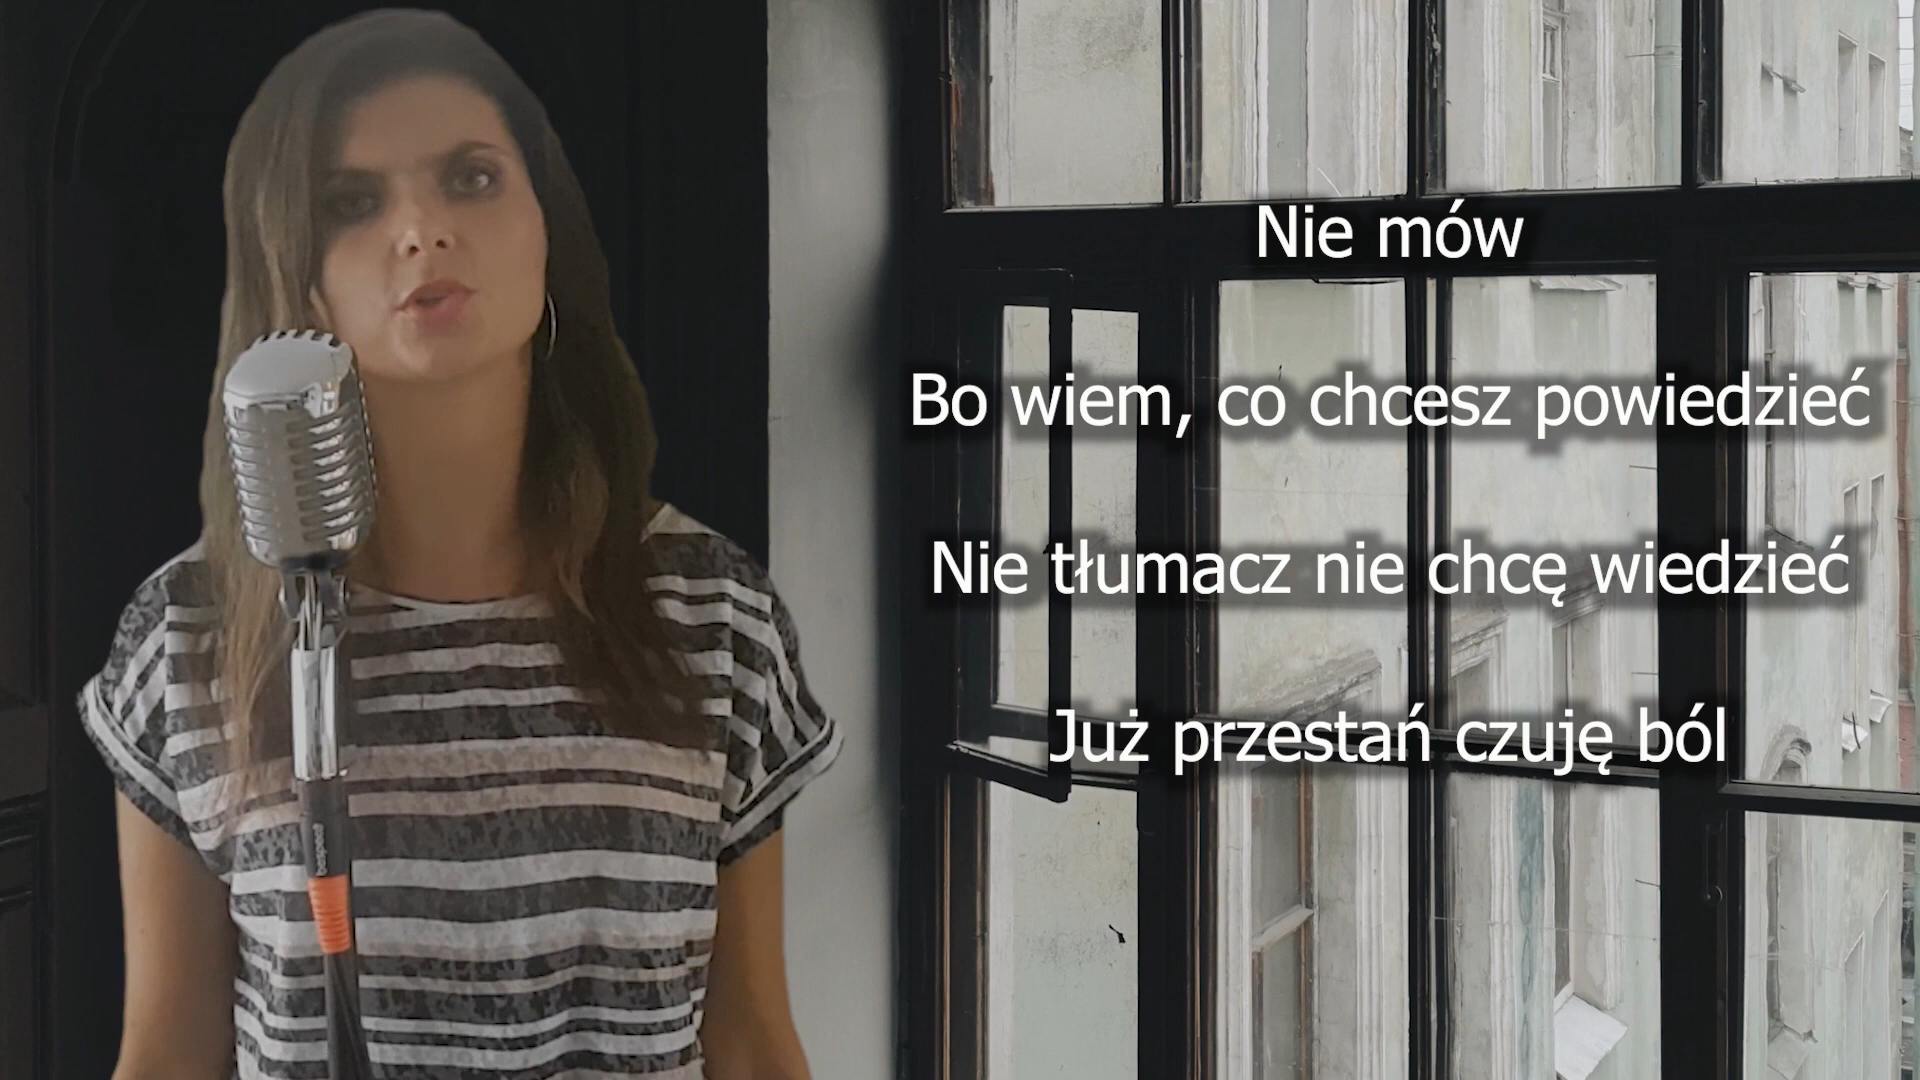 Nie mów
Bo wiem, co chcesz powiedzieć
Nie tłumacz nie chcę wiedzieć
Już przestań czuję ból